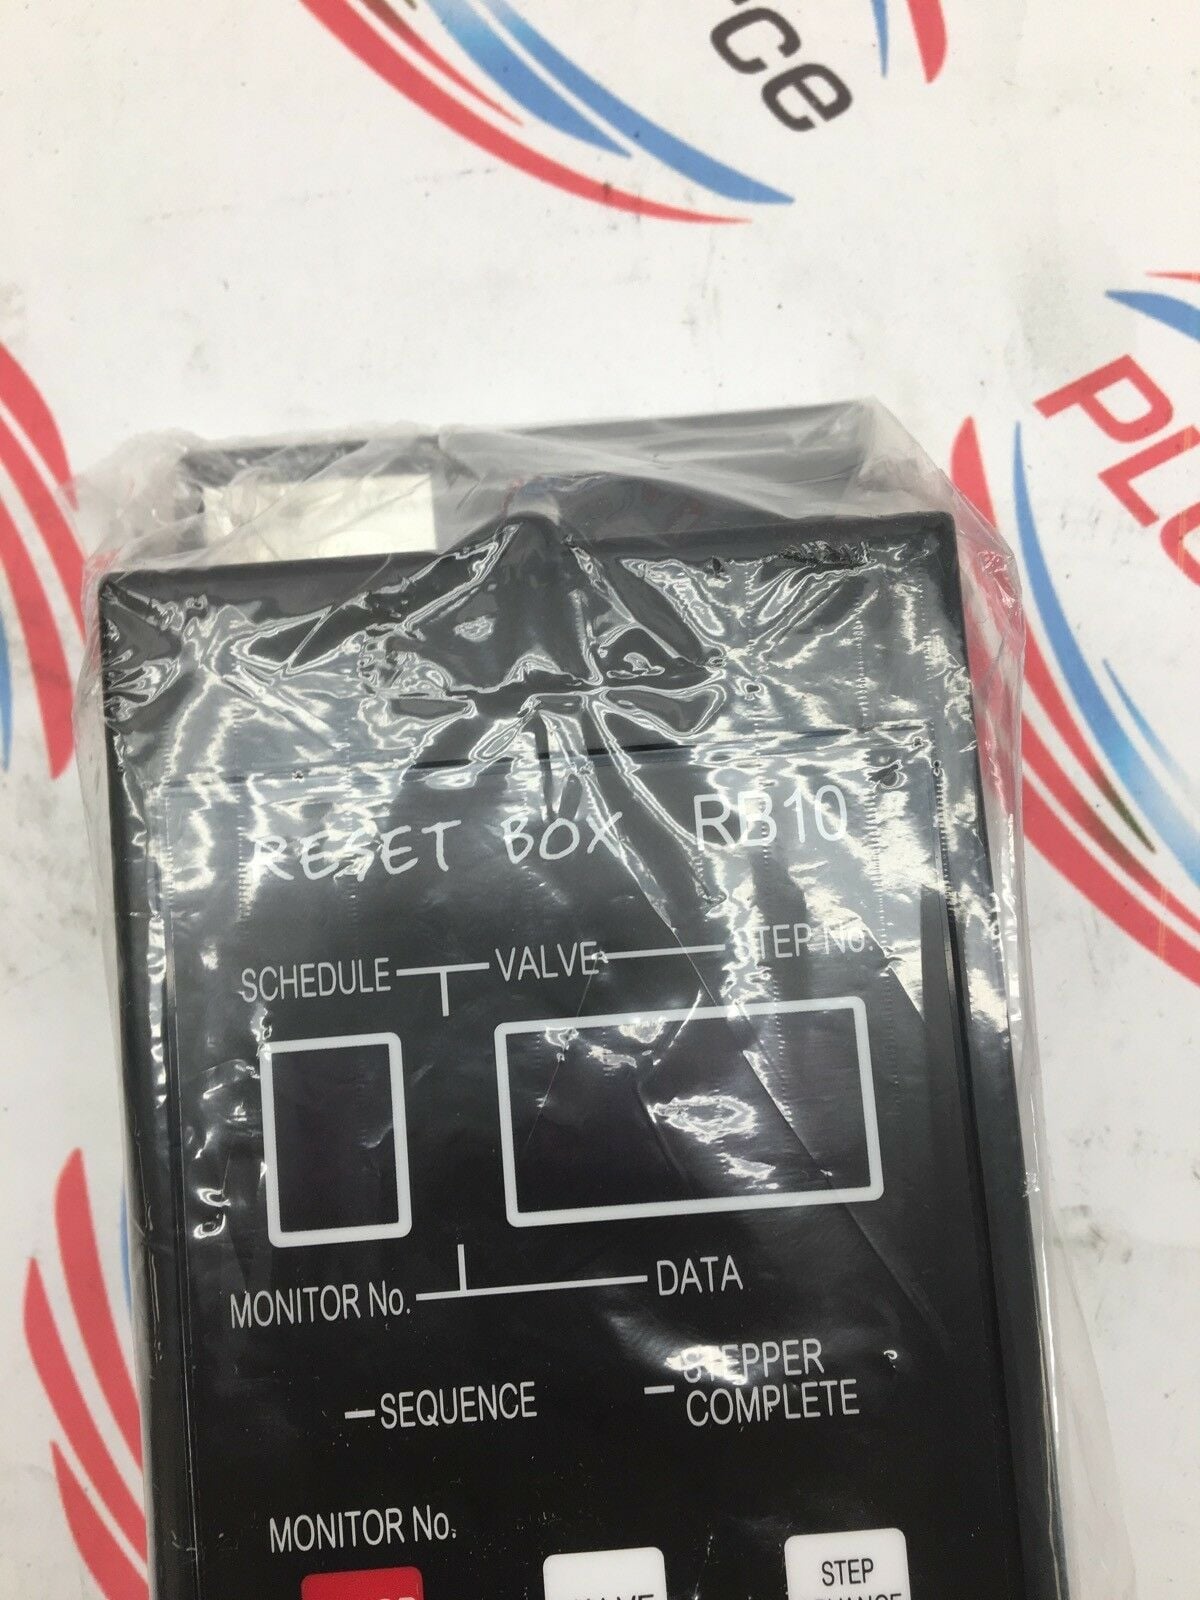 ce
PL
RESET BOX RB10
SCHEDULE VALVE STEP No.
MONITOR No. DATA
SEQUENCE
STEPPER
COMPLETE
MONITOR No.
STEP